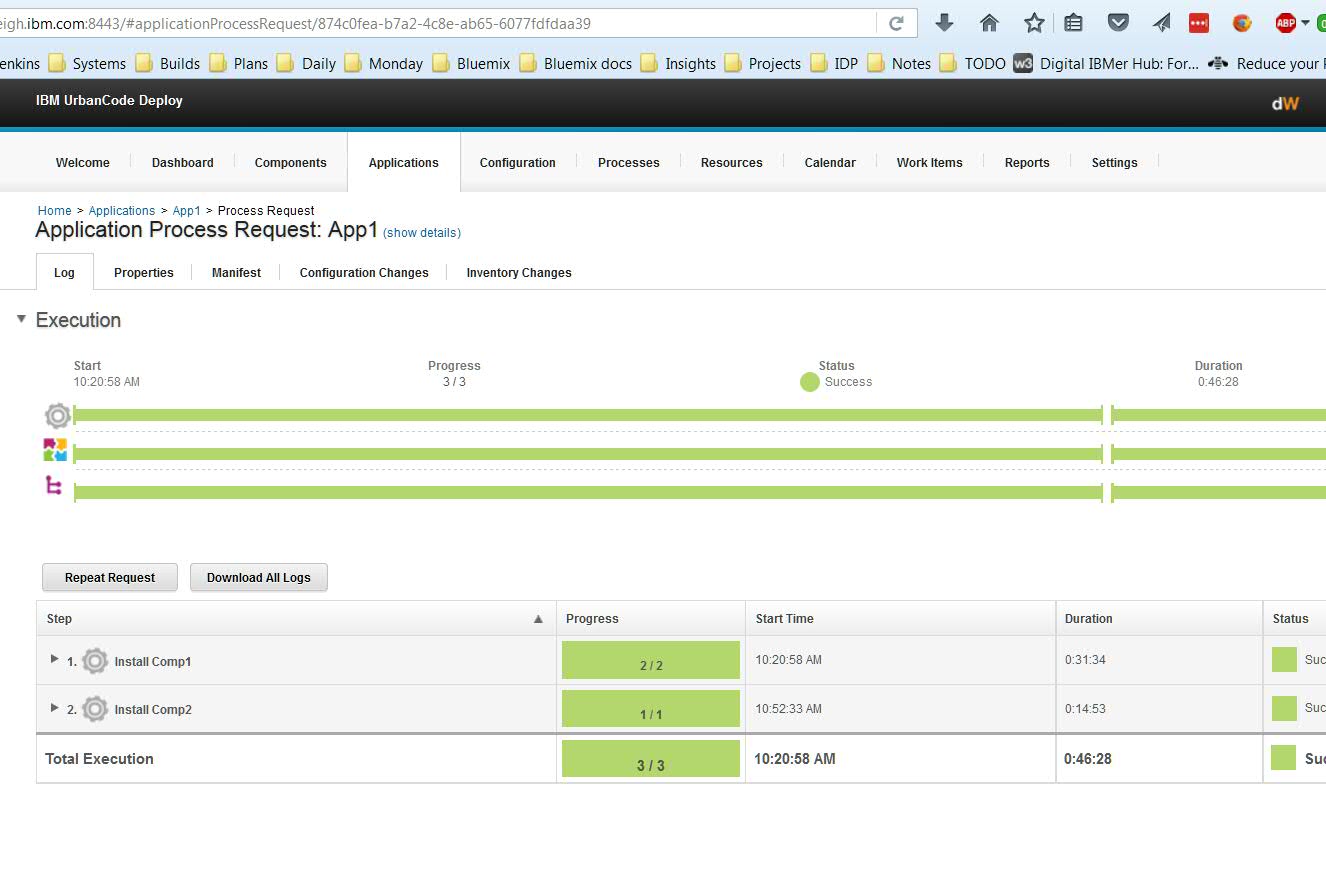 eigh.ibm.com:8443/#applicationProcessRequest/874c0fea-b7a2-4c8e-ab65-6077fdfdaa39 ABP
enkins Systems Builds Plans Daily Monday Bluemix Bluemix docs Insights Projects IDP Notes TODO w3 Digital IBMer Hub: For... Reduce your
IBM UrbanCode Deploy dW
Welcome Dashboard Components Applications Configuration Processes Resources Calendar Work Items Reports Settings
Home > Applications > App1 > Process Request
Application Process Request: App1 (show details)
Log Properties Manifest Configuration Changes Inventory Changes
Execution
Start Progress Status Duration
10:20:58 AM 3 / 3 Success 0:46:28
Repeat Request Download All Logs
Step Progress Start Time Duration Status
1. Install Comp1 2 / 2 10:20:58 AM 0:31:34 Suc
2. Install Comp2 1 / 1 10:52:33 AM 0:14:53 Suc
Total Execution 3 / 3 10:20:58 AM 0:46:28 Suc